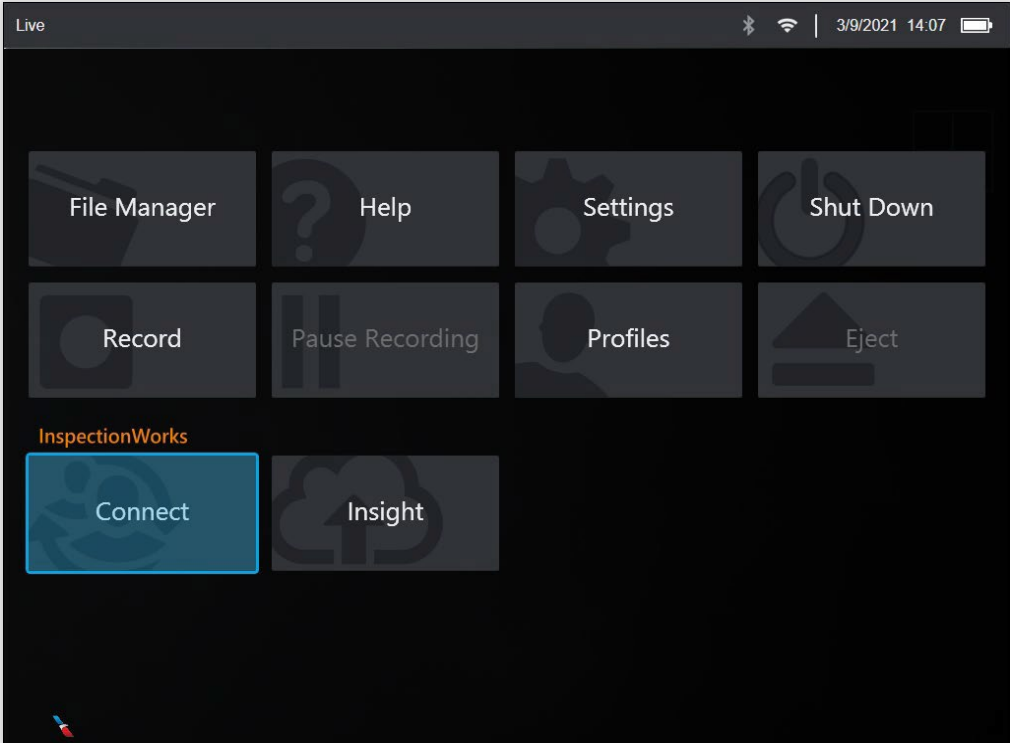 Live 3/9/2021 14:07
File Manager Help Settings Shut Down
Record Pause Recording Profiles Eject
InspectionWorks
Connect Insight